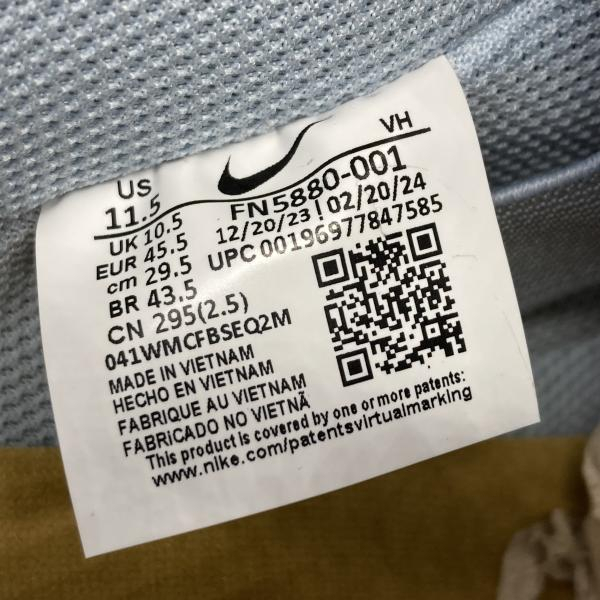 VH
US
11.5
UK 10.5
EUR 45.5
cm 29.5
BR 43.5
CN 295(2.5)
FN5880-001
12/20/23 | 02/20/24
UPC 00196977847585
041WMCFBSEQ2M
MADE IN VIETNAM
HECHO EN VIETNAM
FABRIQUE AU VIETNAM
FABRICADO NO VIETNÃ
This product is covered by one or more patents:
www.nike.com/patentsvirtualmarking